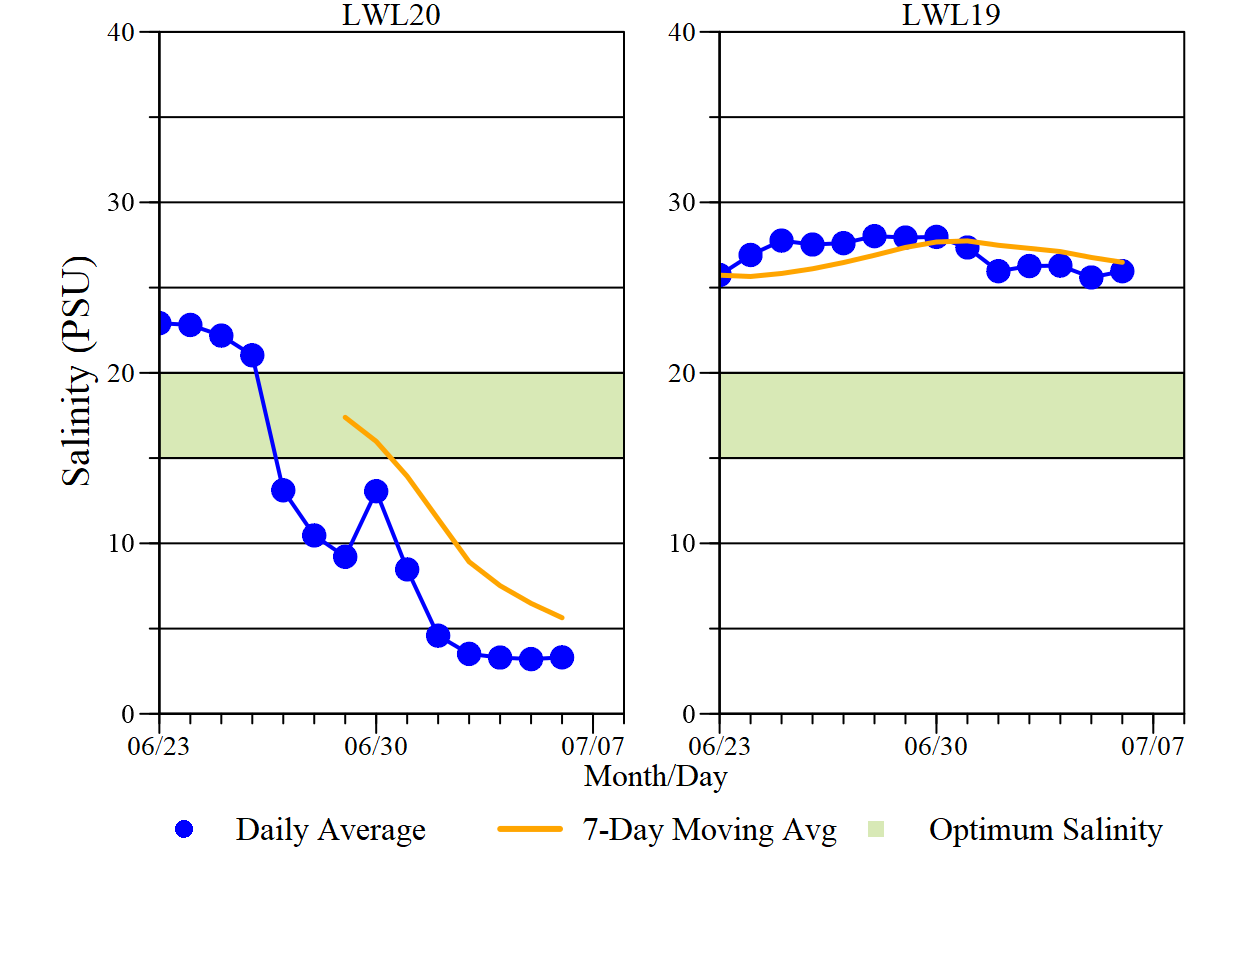 LWL20
LWL19
40
30
20
10
0
40
30
20
10
0
Salinity (PSU)
06/23
06/30
07/07
06/23
06/30
07/07
Month/Day
Daily Average
7-Day Moving Avg
Optimum Salinity